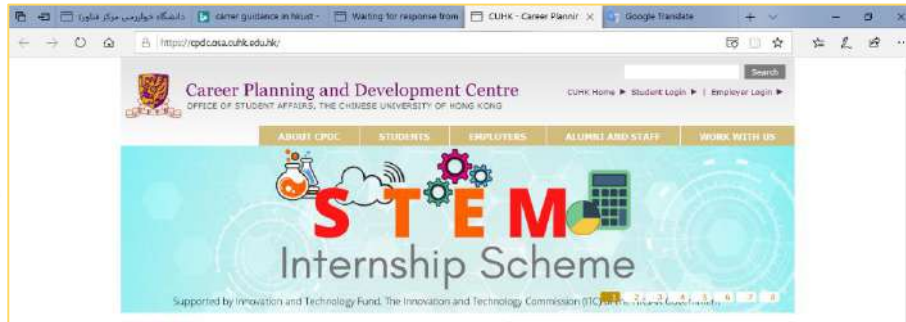 دانشگاه خوارزمی مرکز فناوری
carrer guidance in hkust -
Waiting for response from
CUHK - Career Plannir
Google Translate
https://cpdc.osa.cuhk.edu.hk/
Search
Career Planning and Development Centre
OFFICE OF STUDENT AFFAIRS, THE CHINESE UNIVERSITY OF HONG KONG
CUHK Home ▶ Student Login ▶ | Employer Login ▶
ABOUT CPDC STUDENTS EMPLOYERS ALUMNI AND STAFF WORK WITH US
STEM
Internship Scheme
Supported by Innovation and Technology Fund, The Innovation and Technology Commission (ITC)
1 2 3 4 5 6 7 8